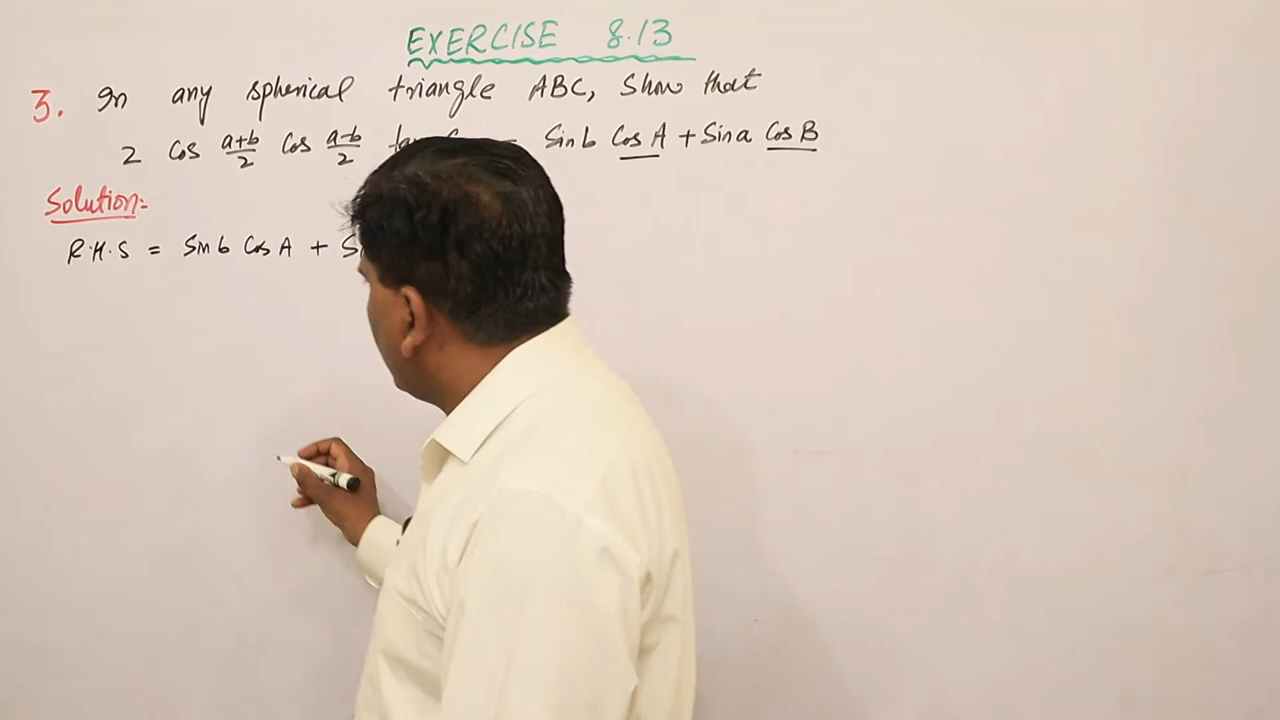 EXERCISE 8.13
3. In any spherical triangle ABC, Show that
2 Cos a+b/2 Cos a-b/2 = Sin b Cos A + Sin a Cos B
Solution:-
R.H.S = Sin b Cos A +